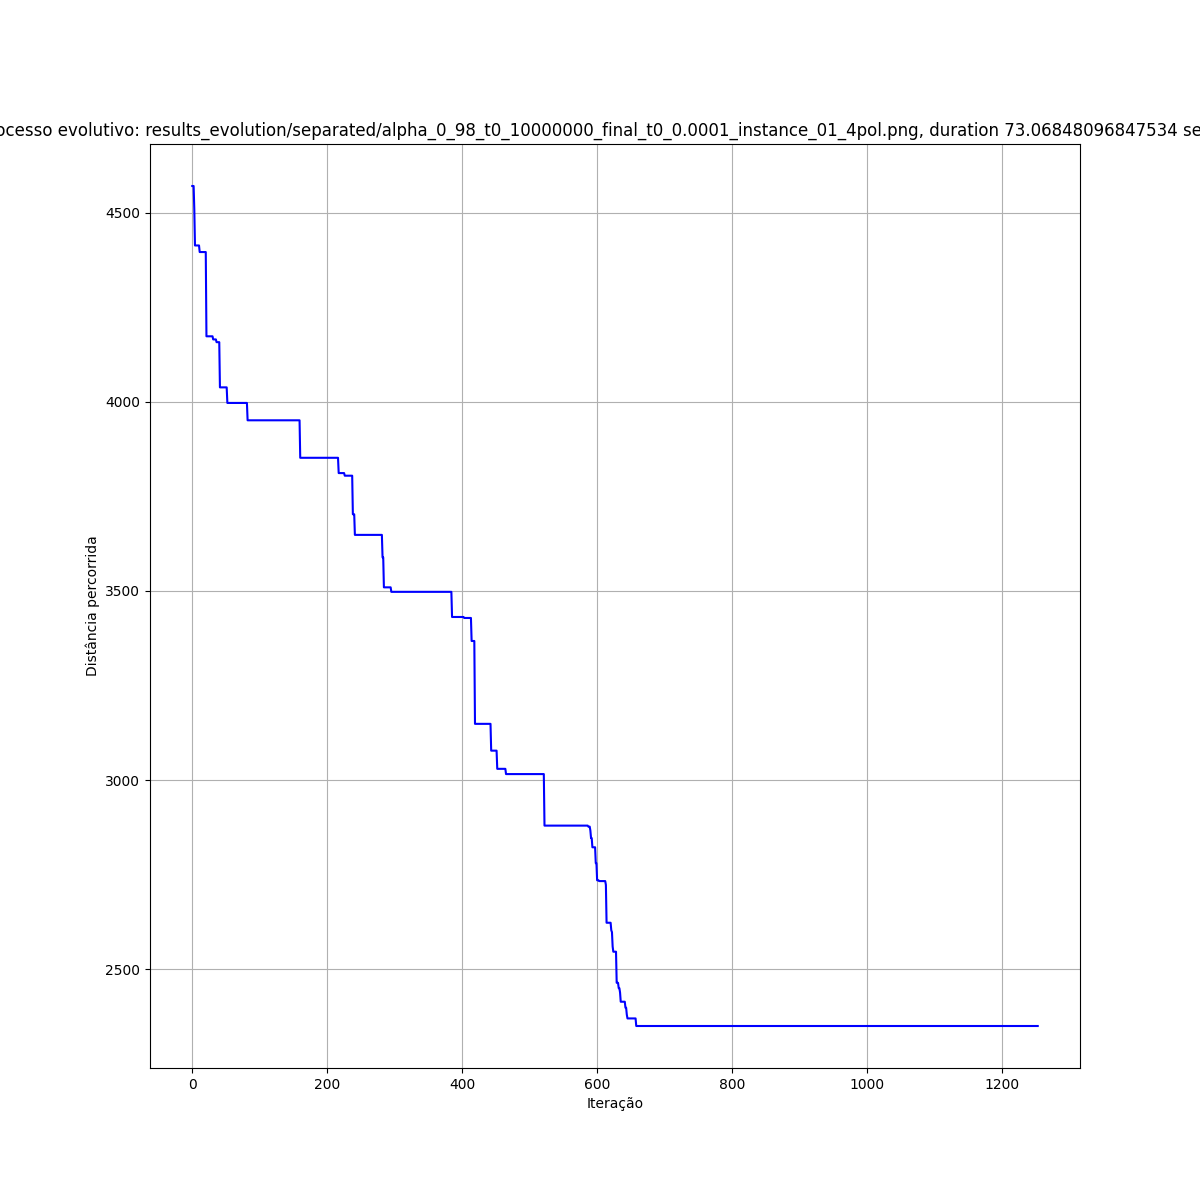 ocesso evolutivo: results_evolution/separated/alpha_0_98_t0_10000000_final_t0_0.0001_instance_01_4pol.png, duration 73.06848096847534 se
4500
4000
3500
3000
2500
Distância percorrida
0 200 400 600 800 1000 1200
Iteração